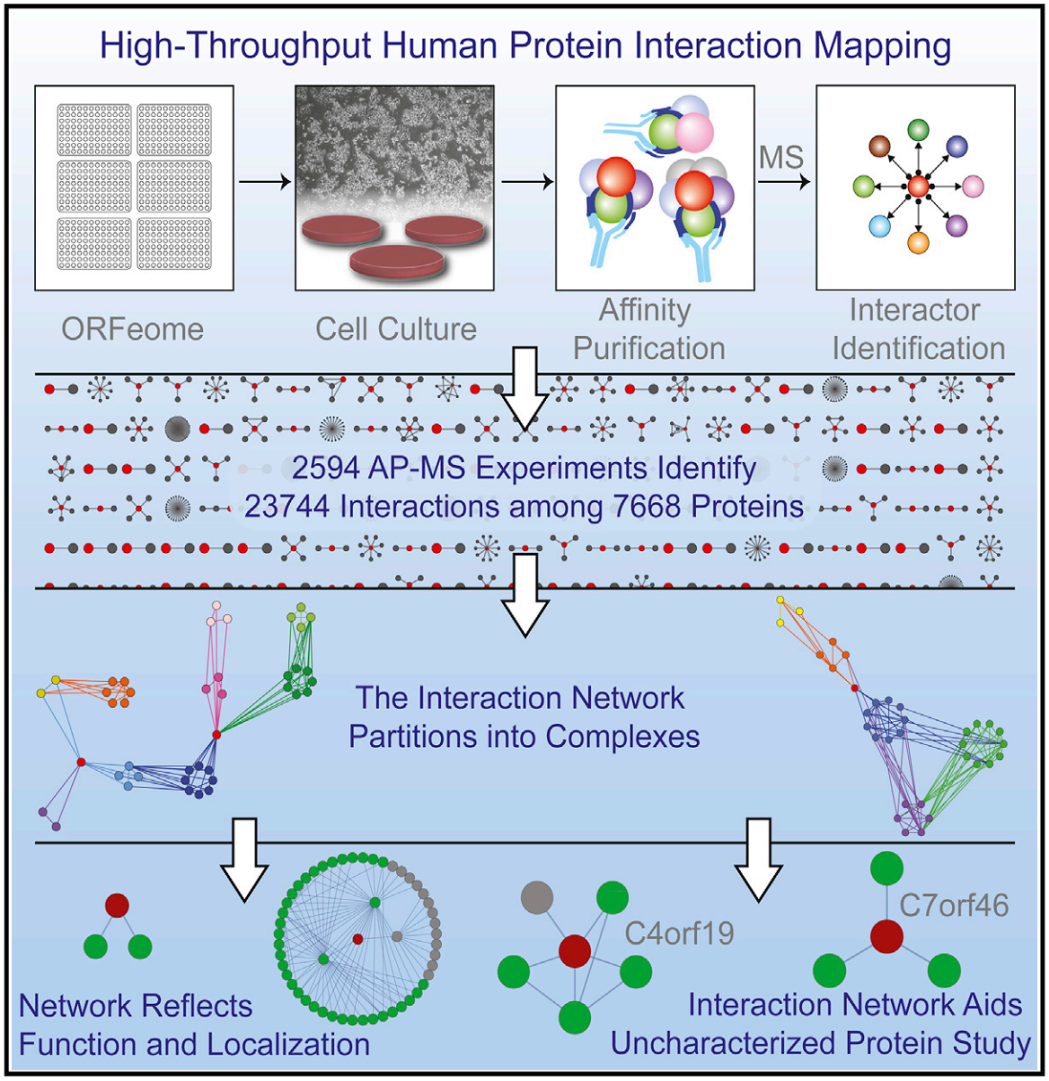 High-Throughput Human Protein Interaction Mapping
MS
ORFeome
Cell Culture
Affinity
Purification
Interactor
Identification
2594 AP-MS Experiments Identify
23744 Interactions among 7668 Proteins
The Interaction Network
Partitions into Complexes
C4orf19
C7orf46
Network Reflects
Function and Localization
Interaction Network Aids
Uncharacterized Protein Study